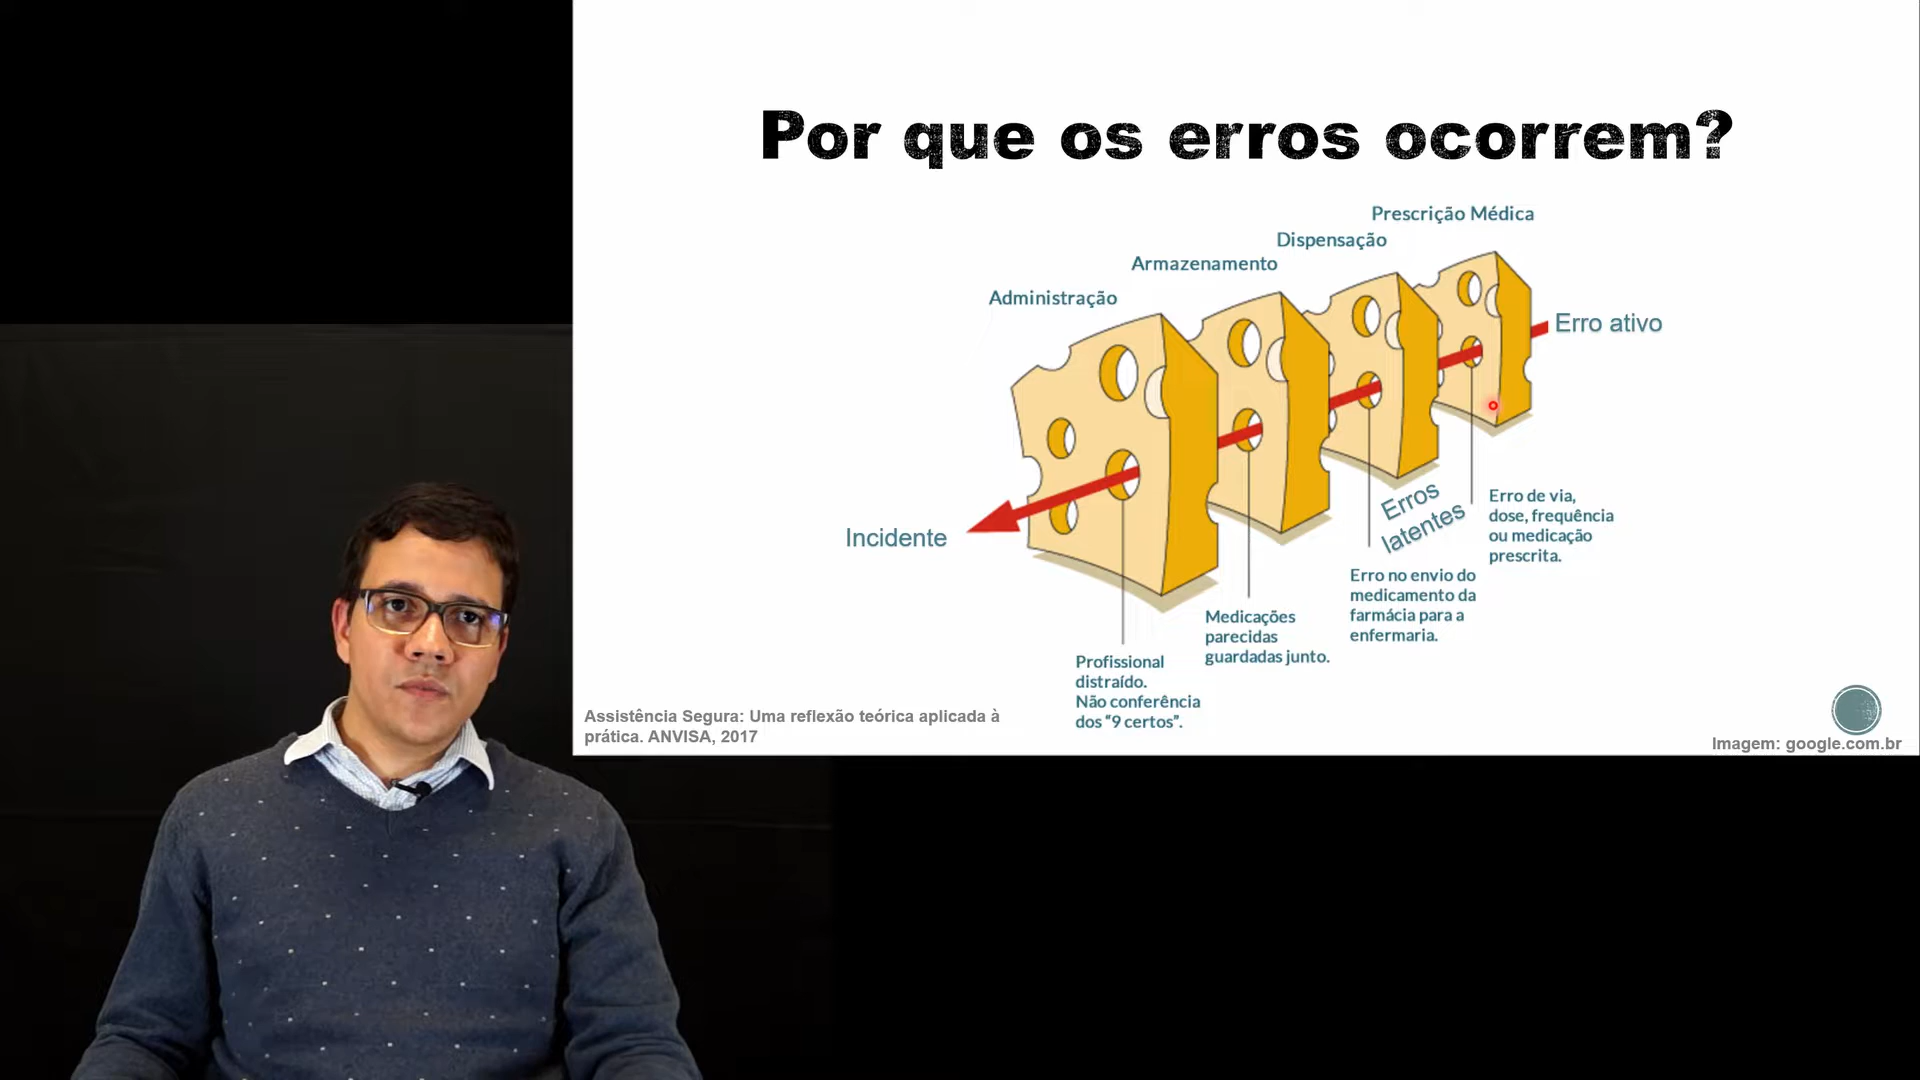 Por que os erros ocorrem?
Prescrição Médica
Dispensação
Armazenamento
Administração
Erro ativo
Incidente
Erros
latentes
Erro de via,
dose, frequência
ou medicação
prescrita.
Erro no envio do
medicamento da
farmácia para a
enfermaria.
Medicações
parecidas
guardadas junto.
Profissional
distraído.
Não conferência
dos "9 certos".
Assistência Segura: Uma reflexão teórica aplicada à
prática. ANVISA, 2017
Imagem: google.com.br